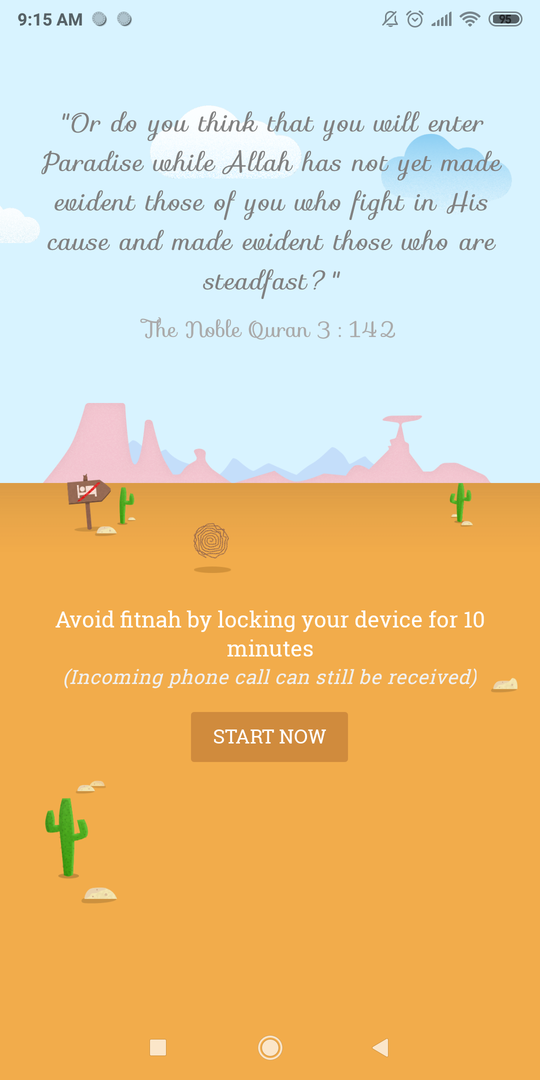 9:15 AM
95
"Or do you think that you will enter
Paradise while Allah has not yet made
evident those of you who fight in His
cause and made evident those who are
steadfast?"
The Noble Quran 3 : 142
Avoid fitnah by locking your device for 10
minutes
(Incoming phone call can still be received)
START NOW